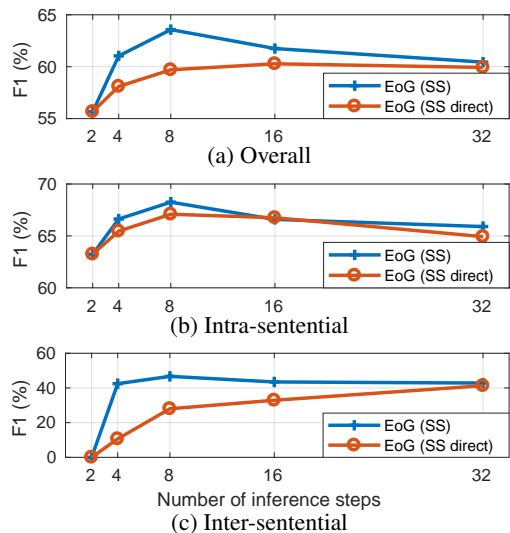 65
60
55
F1 (%)
EoG (SS)
EoG (SS direct)
2 4 8 16 32
(a) Overall
70
65
60
F1 (%)
EoG (SS)
EoG (SS direct)
2 4 8 16 32
(b) Intra-sentential
60
40
20
0
F1 (%)
EoG (SS)
EoG (SS direct)
2 4 8 16 32
Number of inference steps
(c) Inter-sentential